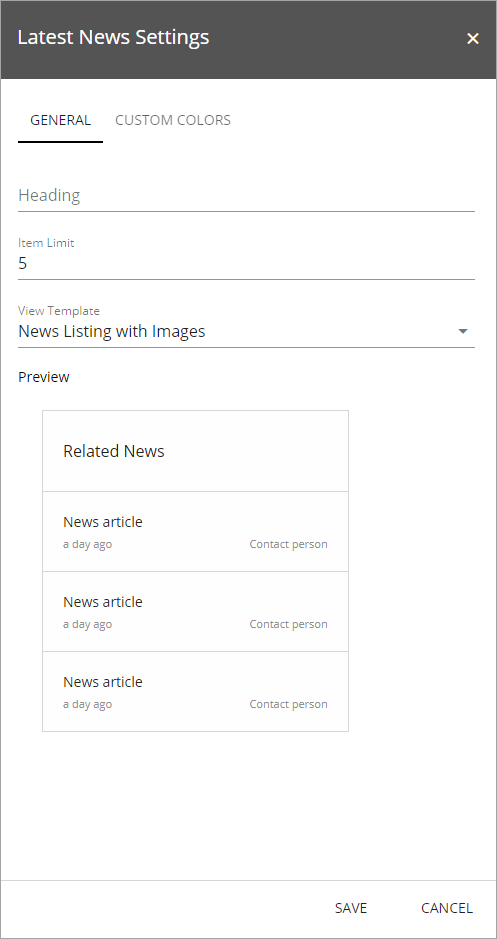 Latest News Settings
GENERAL CUSTOM COLORS
Heading
Item Limit
5
View Template
News Listing with Images
Preview
Related News
News article
a day ago Contact person
News article
a day ago Contact person
News article
a day ago Contact person
SAVE CANCEL